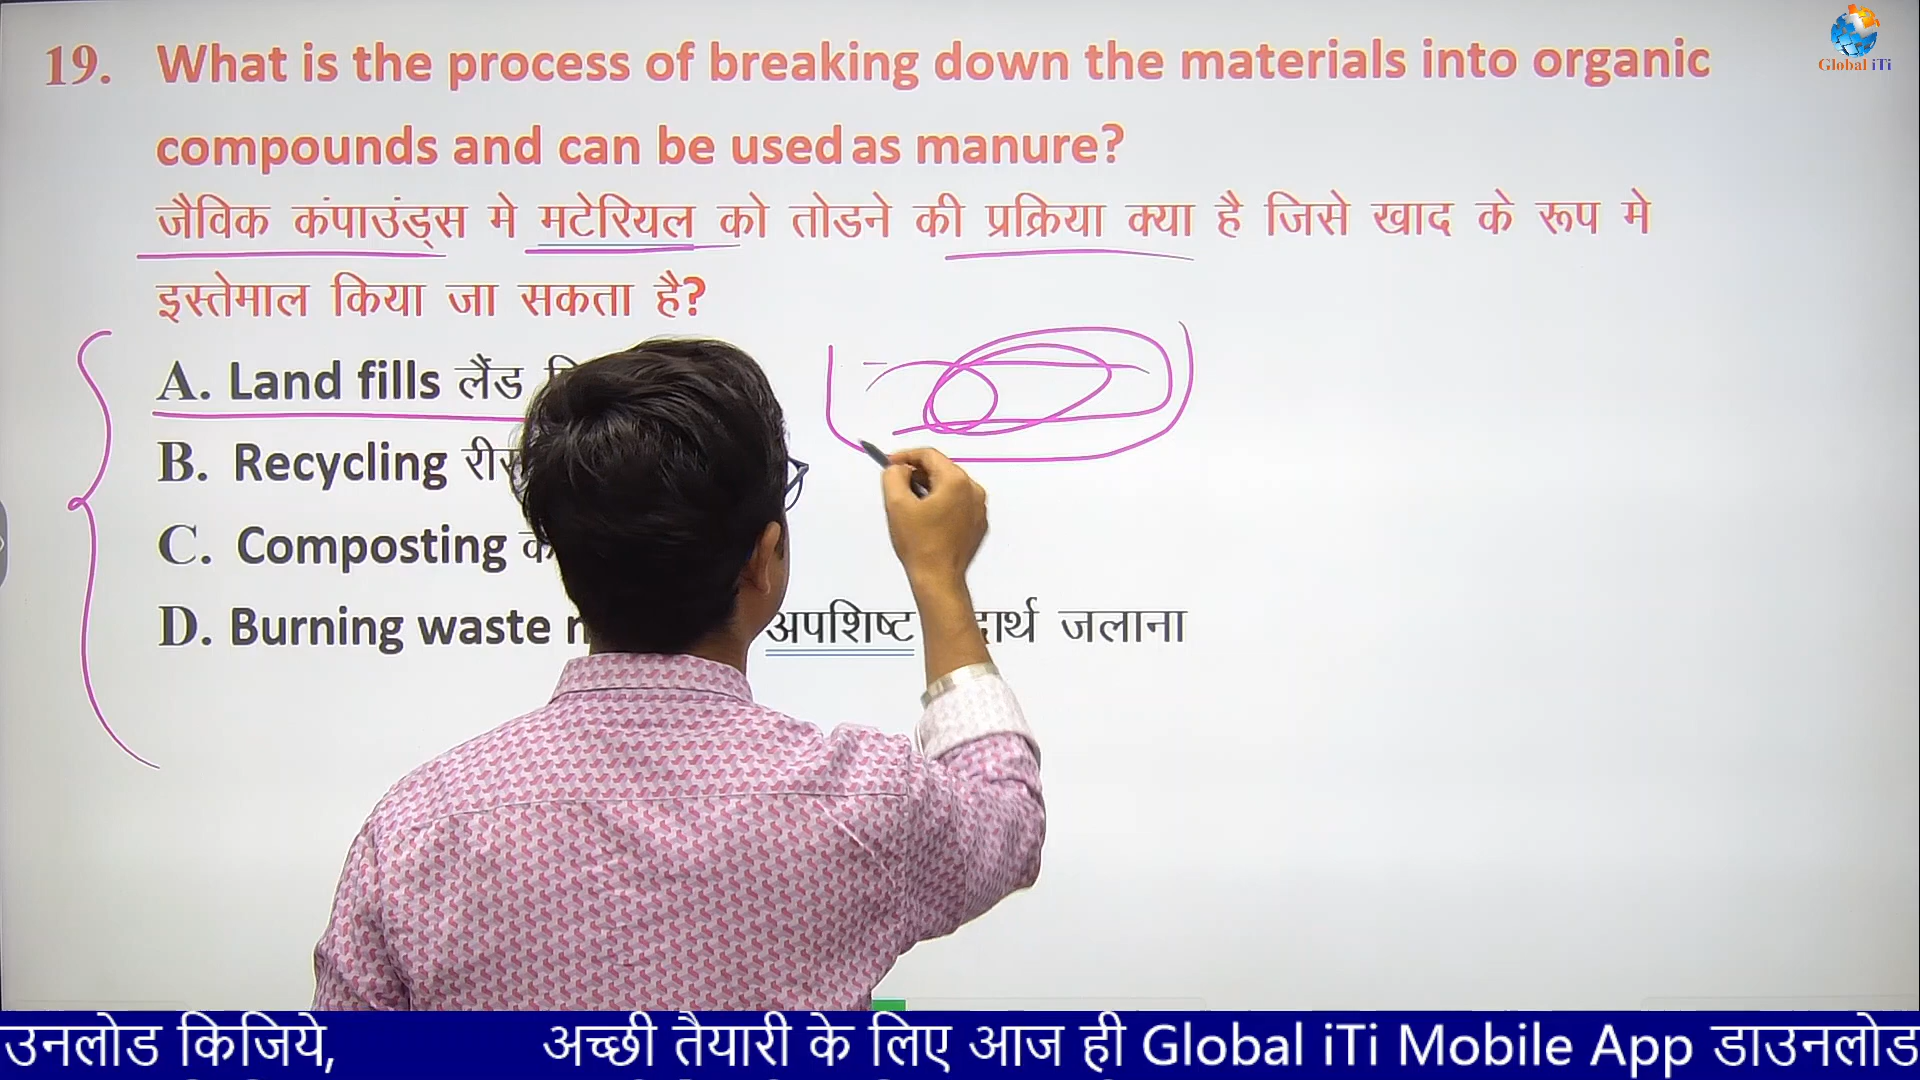 Global iTi
19. What is the process of breaking down the materials into organic
compounds and can be used as manure?
जैविक कंपाउंड्स मे मटेरियल को तोडने की प्रक्रिया क्या है जिसे खाद के रूप मे
इस्तेमाल किया जा सकता है?
A. Land fills लैंड
B. Recycling
C. Composting
D. Burning waste अपशिष्ट जलाना
उनलोड किजिये, अच्छी तैयारी के लिए आज ही Global iTi Mobile App डाउनलोड